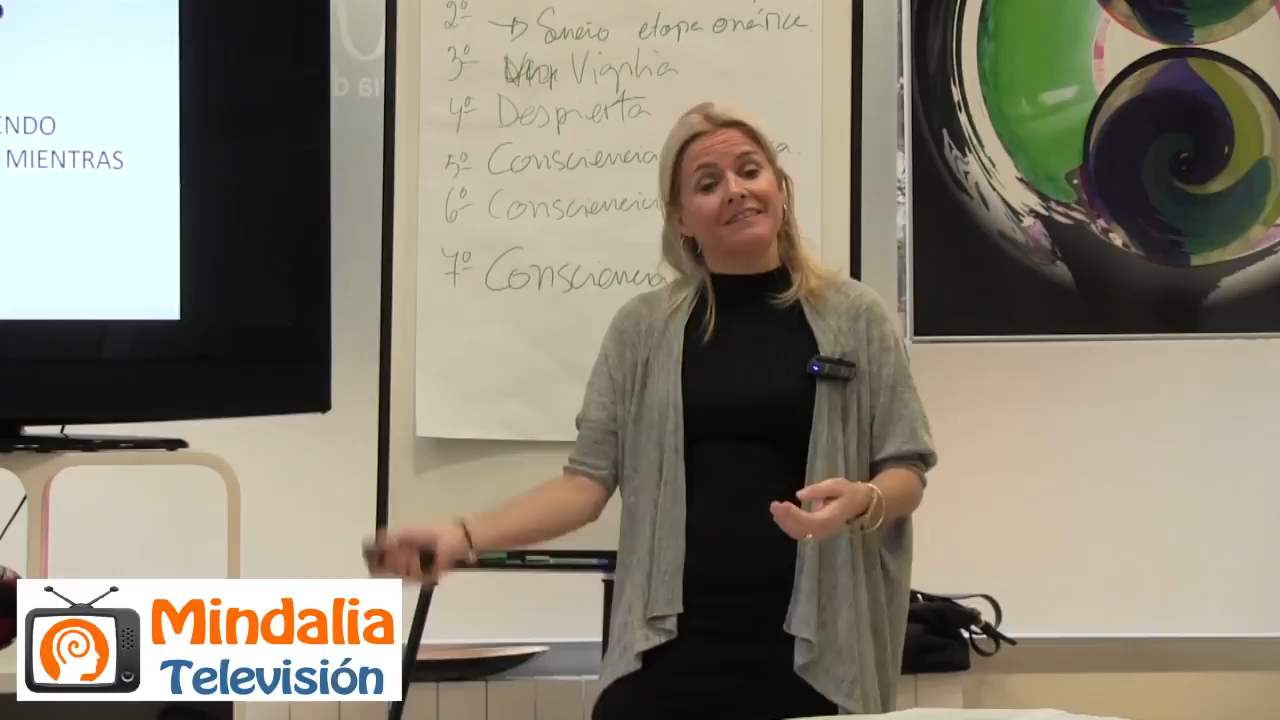 ENDO
MIENTRAS
2º
→ Sueño etapa onírica
3º Vigilia
4º Despierta
5º Consciencia
6º Consciencia
7º Consciencia
Mindalia
Televisión